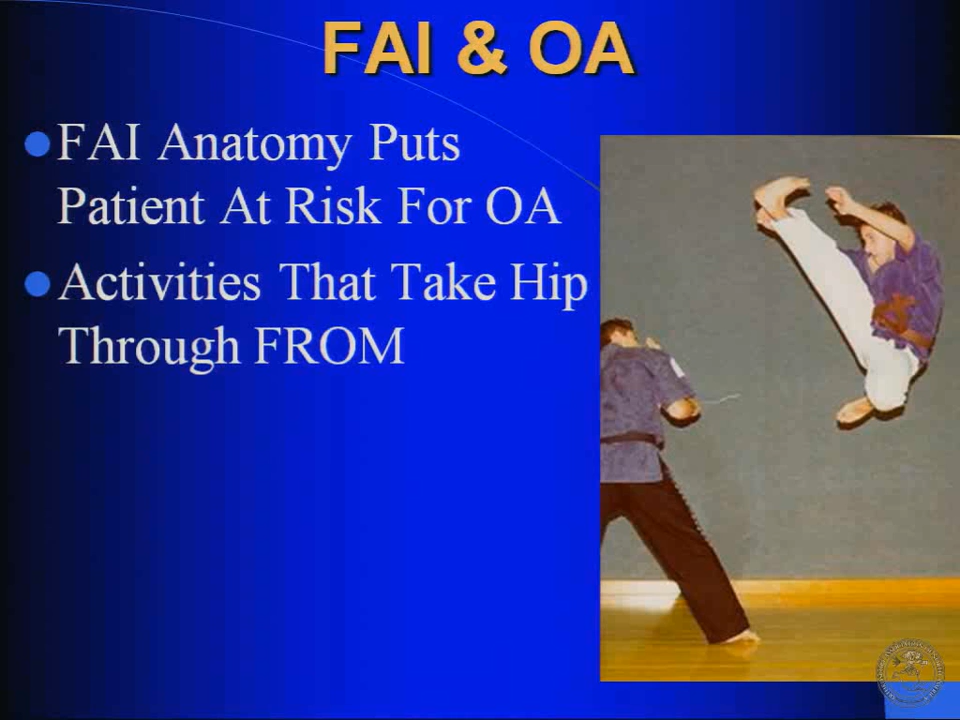 FAI & OA
FAI Anatomy Puts
Patient At Risk For OA
Activities That Take Hip
Through FROM